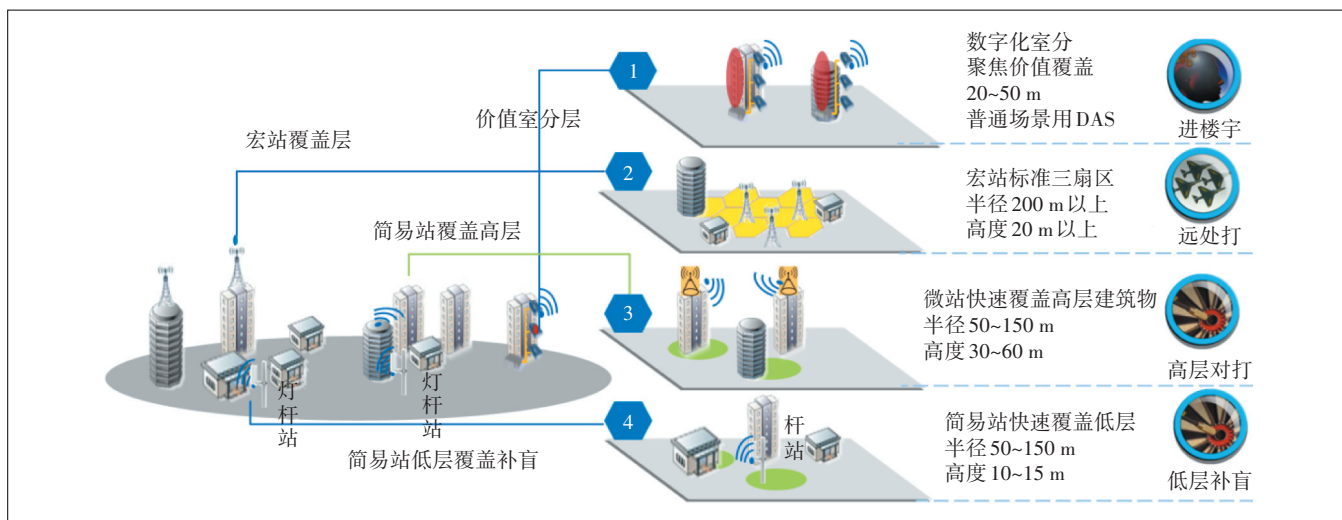 宏站覆盖层
价值室分层
简易站覆盖高层
灯杆站
灯杆站
简易站低层覆盖补盲
1
数字化室分
聚焦价值覆盖
20~50 m
普通场景用DAS
进楼宇
2
宏站标准三扇区
半径200 m以上
高度20 m以上
远处打
3
微站快速覆盖高层建筑物
半径50~150 m
高度30~60 m
高层对打
4
杆站
简易站快速覆盖低层
半径50~150 m
高度10~15 m
低层补盲